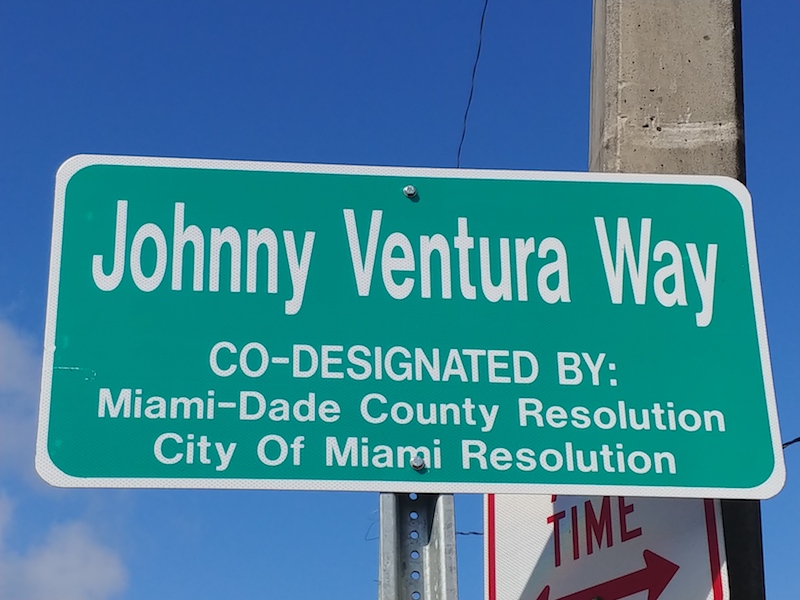 Johnny Ventura Way
CO-DESIGNATED BY:
Miami-Dade County Resolution
City Of Miami Resolution
TIME